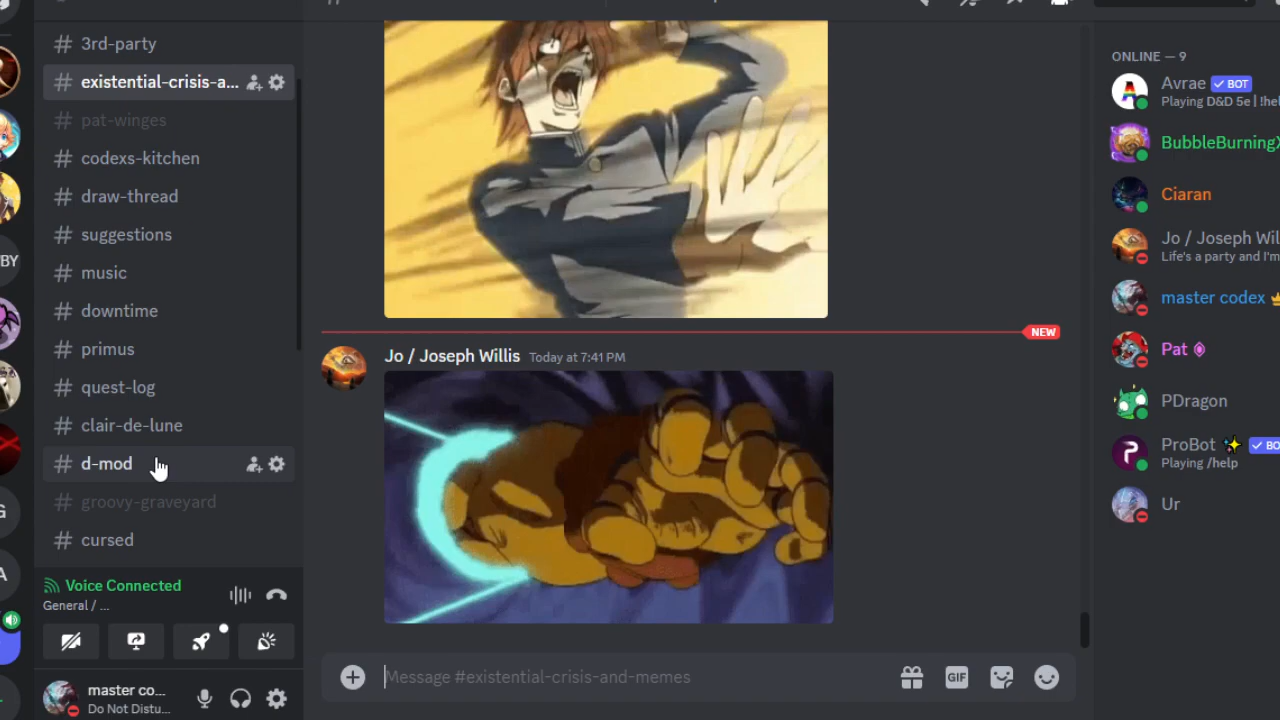 3rd-party
existential-crisis-a...
pat-winges
codexs-kitchen
draw-thread
suggestions
music
downtime
primus
quest-log
clair-de-lune
d-mod
groovy-graveyard
cursed
Voice Connected
General / ...
master co...
Do Not Distu...
BY
G
A
NEW
Jo / Joseph Willis Today at 7:41 PM
Message #existential-crisis-and-memes
GIF
ONLINE — 9
Avrae BOT
Playing D&D 5e | !hel
BubbleBurningX
Ciaran
Jo / Joseph Wil
Life's a party and I'm
master codex
Pat
PDragon
ProBot BO
Playing /help
Ur